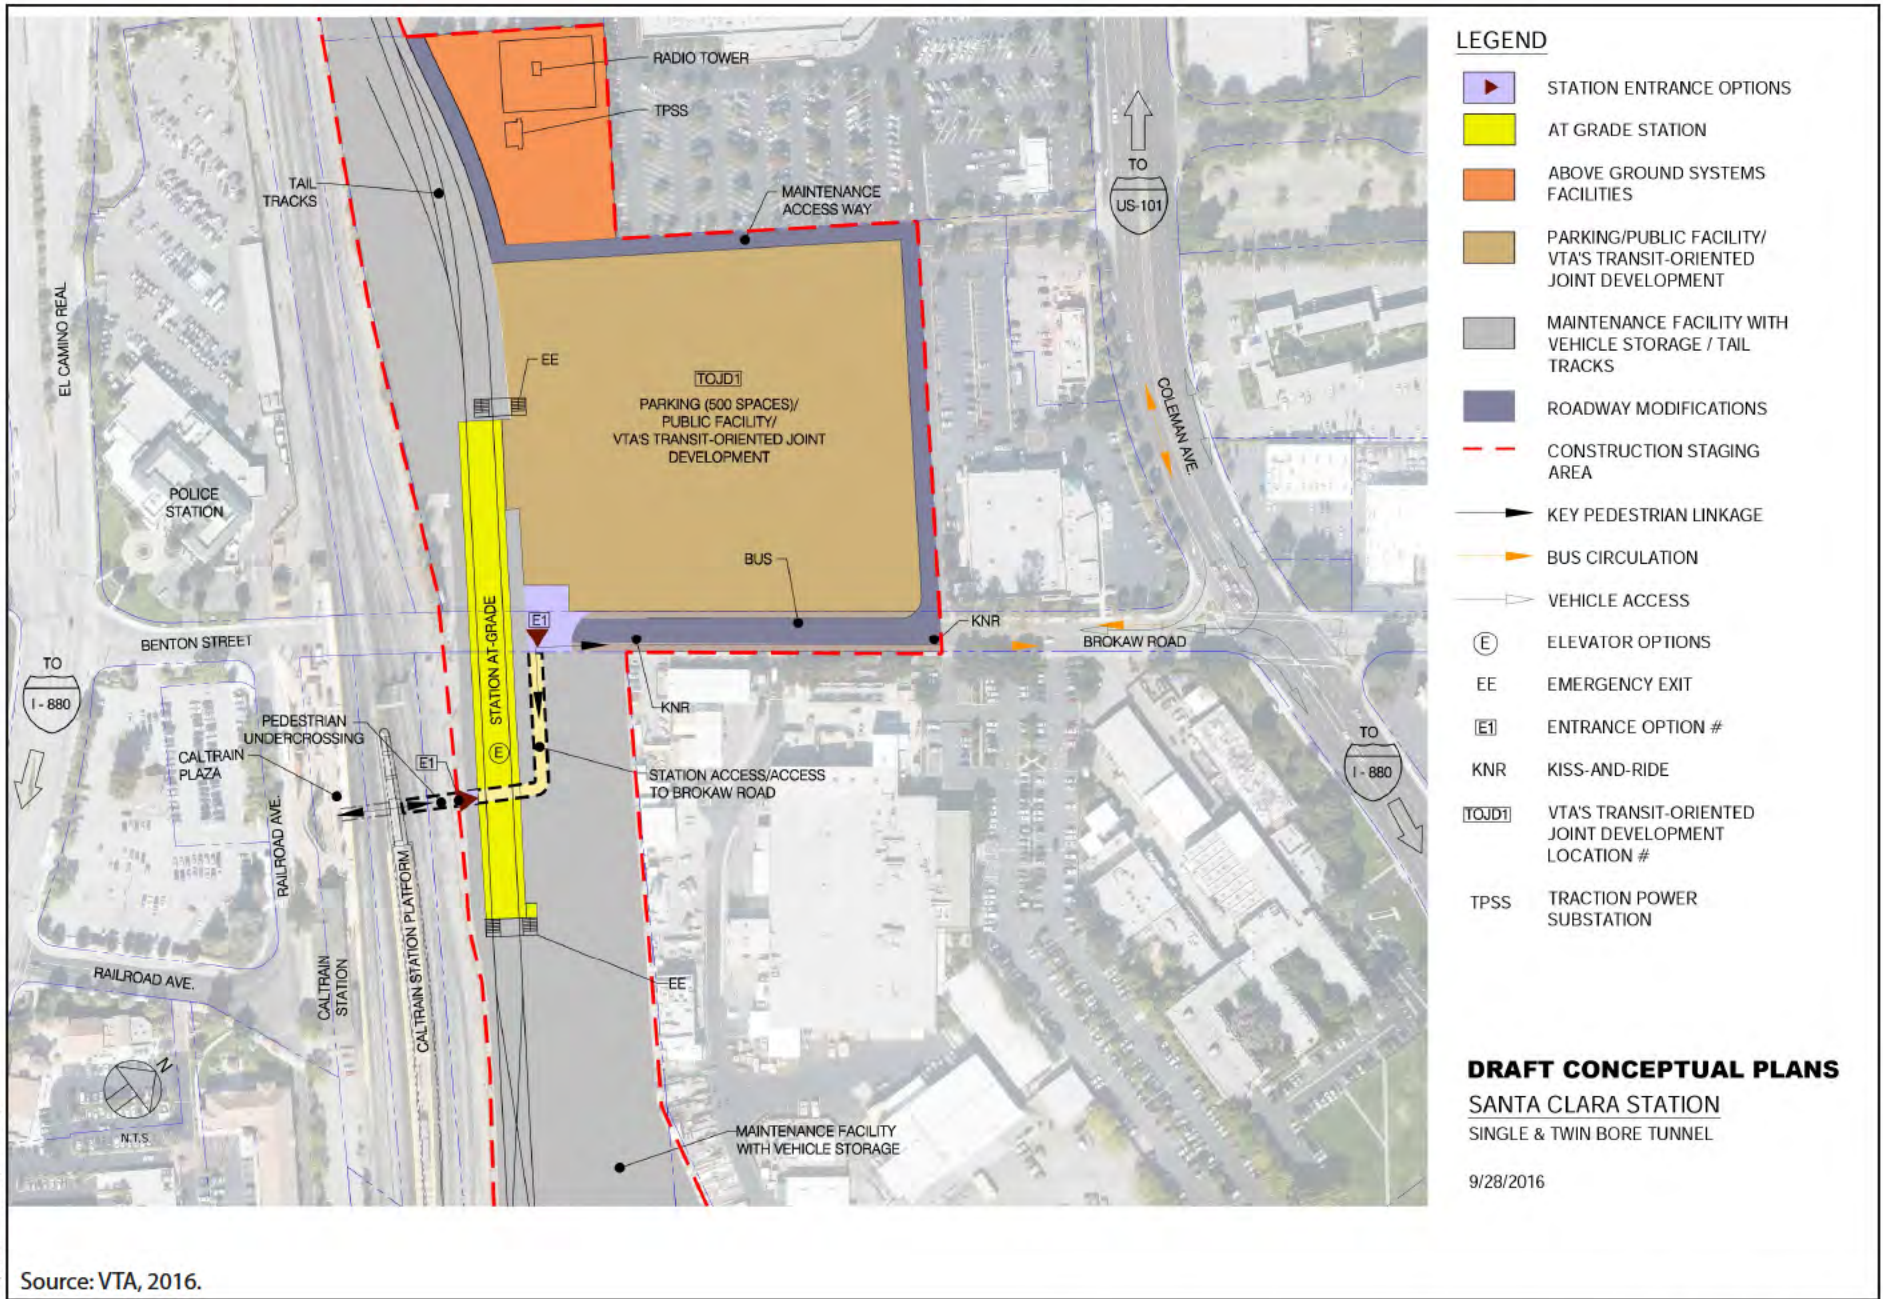 RADIO TOWER
TPSS
TAIL
TRACKS
MAINTENANCE
ACCESS WAY
TO
US-101
EL CAMINO REAL
EE
TOJD1
PARKING (500 SPACES)/
PUBLIC FACILITY/
VTA'S TRANSIT-ORIENTED JOINT
DEVELOPMENT
COLEMAN AVE.
POLICE
STATION
BUS
STATION AT-GRADE
E1
KNR
BENTON STREET
BROKAW ROAD
TO
I - 880
KNR
PEDESTRIAN
UNDERCROSSING
CALTRAIN
PLAZA
E1
E
STATION ACCESS/ACCESS
TO BROKAW ROAD
TO
I - 880
RAILROAD AVE.
RAILROAD AVE.
CALTRAIN
STATION
CALTRAIN STATION PLATFORM
EE
N
N.T.S.
MAINTENANCE FACILITY
WITH VEHICLE STORAGE
LEGEND
STATION ENTRANCE OPTIONS
AT GRADE STATION
ABOVE GROUND SYSTEMS
FACILITIES
PARKING/PUBLIC FACILITY/
VTA'S TRANSIT-ORIENTED
JOINT DEVELOPMENT
MAINTENANCE FACILITY WITH
VEHICLE STORAGE / TAIL
TRACKS
ROADWAY MODIFICATIONS
CONSTRUCTION STAGING
AREA
KEY PEDESTRIAN LINKAGE
BUS CIRCULATION
VEHICLE ACCESS
E ELEVATOR OPTIONS
EE EMERGENCY EXIT
E1 ENTRANCE OPTION #
KNR KISS-AND-RIDE
TOJD1 VTA'S TRANSIT-ORIENTED
JOINT DEVELOPMENT
LOCATION #
TPSS TRACTION POWER
SUBSTATION
DRAFT CONCEPTUAL PLANS
SANTA CLARA STATION
SINGLE & TWIN BORE TUNNEL
9/28/2016
Source: VTA, 2016.